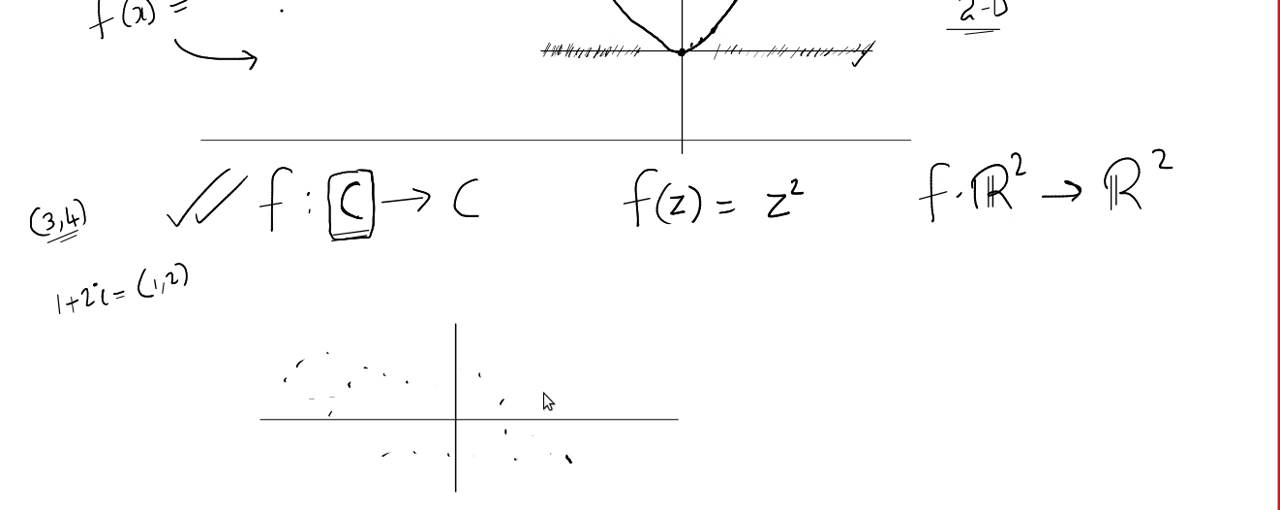 f(x) =
2-D
f : C → C
f(z) = z²
f · ℝ² → ℝ²
(3,4)
1+2i = (1,2)